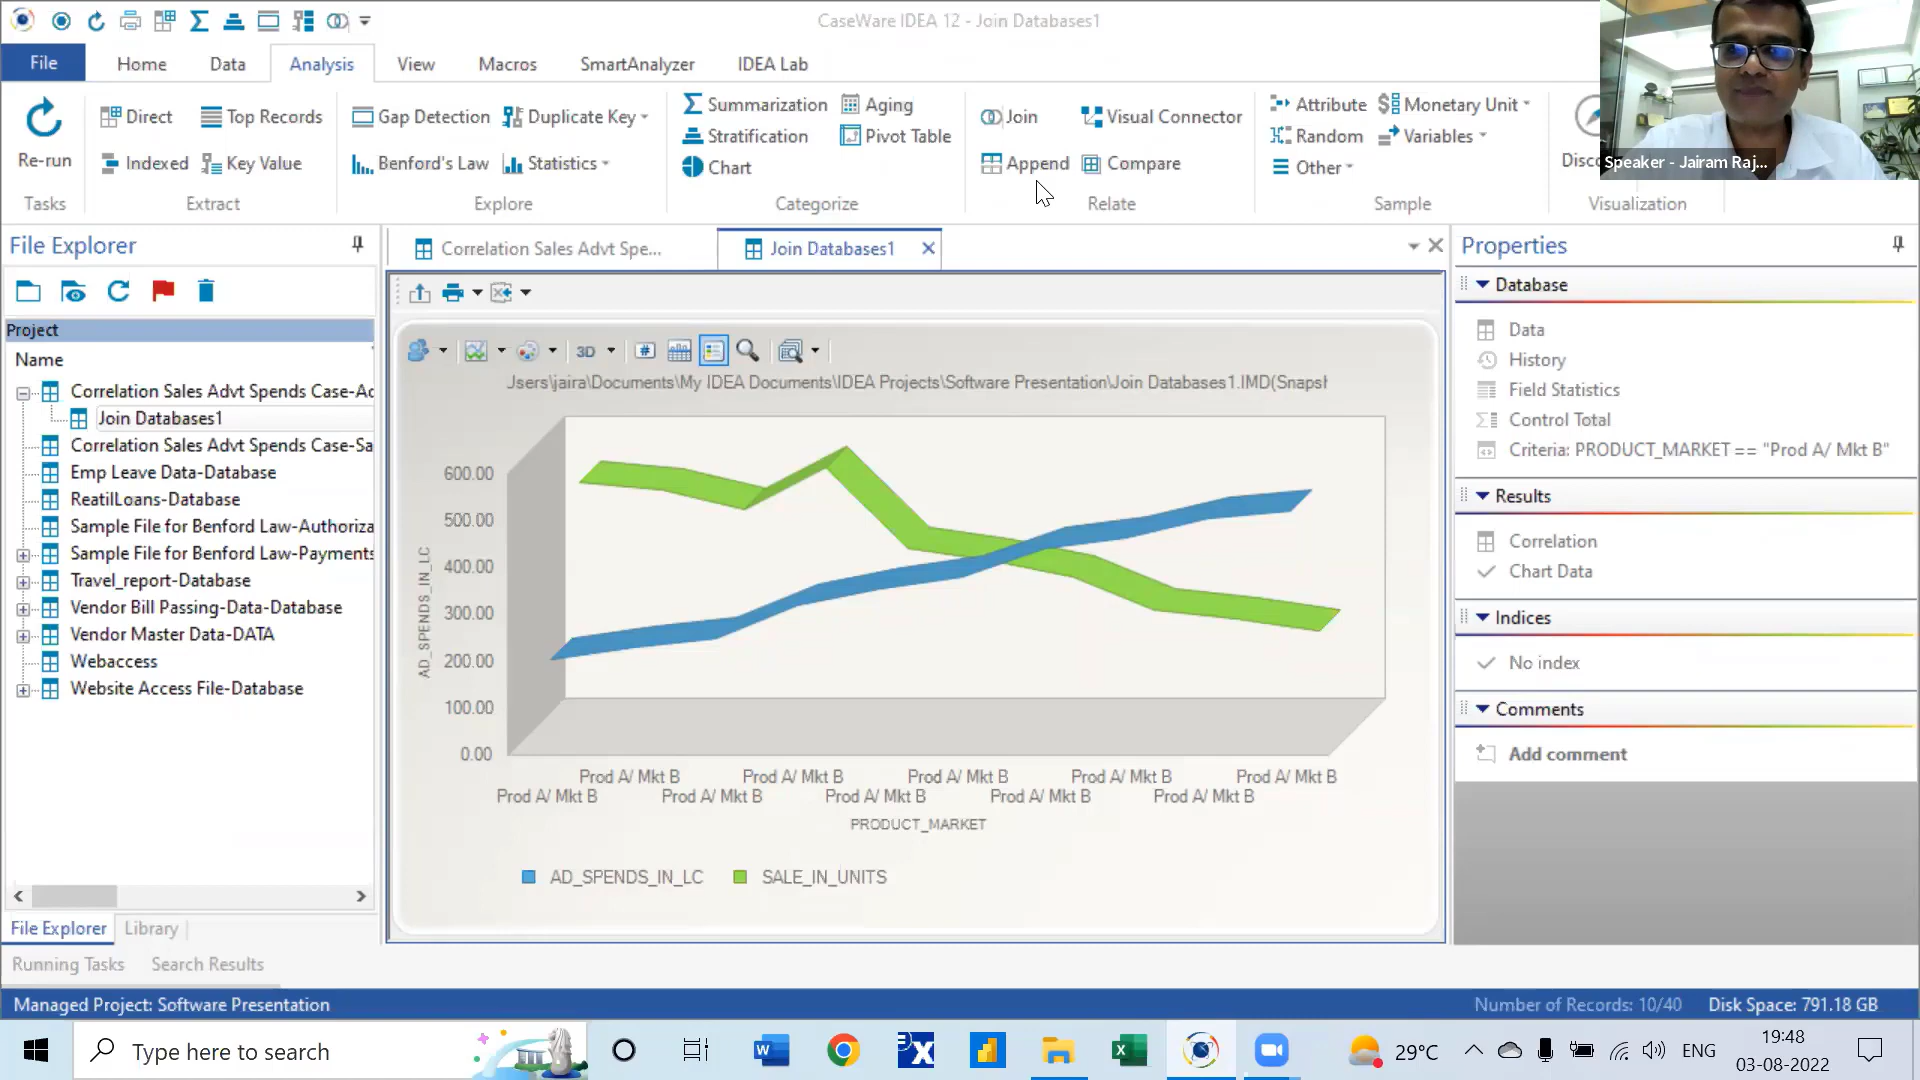 CaseWare IDEA 12 - Join Databases1
File Home Data Analysis View Macros SmartAnalyzer IDEA Lab
Re-run
Tasks
Direct
Top Records
Indexed
Key Value
Extract
Gap Detection
Duplicate Key
Benford's Law
Statistics
Explore
Summarization
Aging
Stratification
Pivot Table
Chart
Categorize
Join
Visual Connector
Append
Compare
Relate
Attribute
Monetary Unit
Random
Variables
Other
Sample
Visualization
Speaker - Jairam Raj...
File Explorer
Project
Name
Correlation Sales Advt Spends Case-Ac
Join Databases1
Correlation Sales Advt Spends Case-Sa
Emp Leave Data-Database
ReatilLoans-Database
Sample File for Benford Law-Authoriza
Sample File for Benford Law-Payments
Travel_report-Database
Vendor Bill Passing-Data-Database
Vendor Master Data-DATA
Webaccess
Website Access File-Database
File Explorer Library
Running Tasks Search Results
Correlation Sales Advt Spe...
Join Databases1
3D
Users\jaira\Documents\My IDEA Documents\IDEA Projects\Software Presentation\Join Databases1.IMD(Snapsh
AD_SPENDS_IN_LC
600.00
500.00
400.00
300.00
200.00
100.00
0.00
Prod A/ Mkt B Prod A/ Mkt B Prod A/ Mkt B Prod A/ Mkt B Prod A/ Mkt B
Prod A/ Mkt B Prod A/ Mkt B Prod A/ Mkt B Prod A/ Mkt B Prod A/ Mkt B
PRODUCT_MARKET
AD_SPENDS_IN_LC SALE_IN_UNITS
Properties
Database
Data
History
Field Statistics
Control Total
Criteria: PRODUCT_MARKET == "Prod A/ Mkt B"
Results
Correlation
Chart Data
Indices
No index
Comments
Add comment
Managed Project: Software Presentation
Number of Records: 10/40 Disk Space: 791.18 GB
Type here to search
29°C
ENG
19:48
03-08-2022